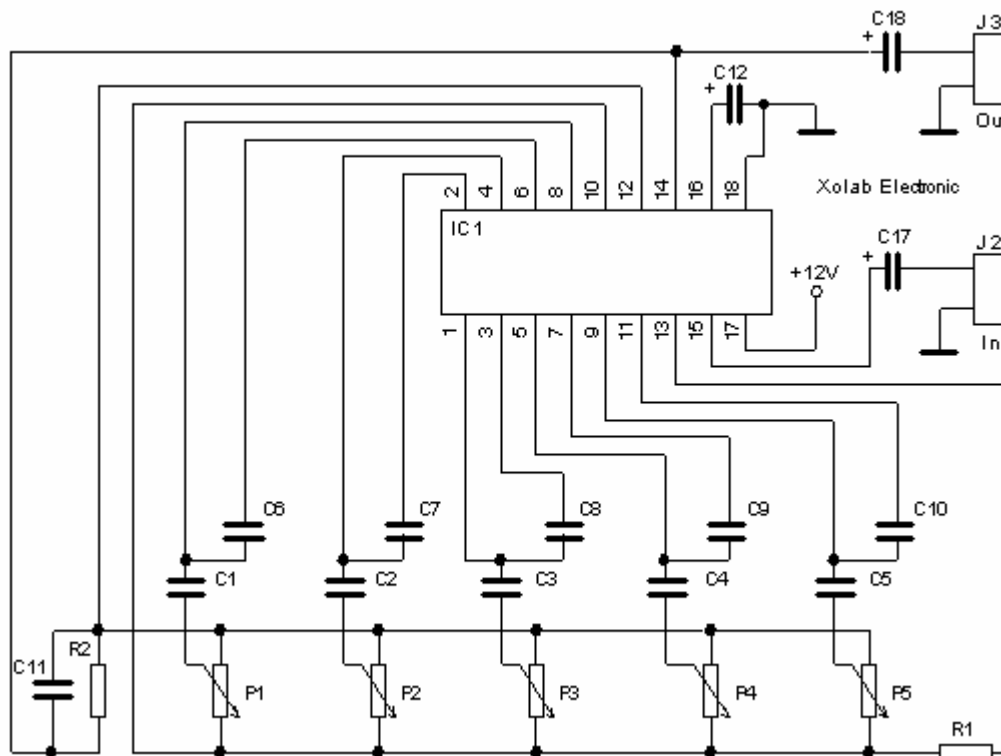 C18 J3
+
C12
+
Ou
2 4 6 8 10 12 14 16 18
Xolab Electronic
IC1
C17 J2
+
+12V
1 3 5 7 9 11 13 15 17
In
C6 C7 C8 C9 C10
C1 C2 C3 C4 C5
R2
C11
P1 P2 P3 P4 P5
R1